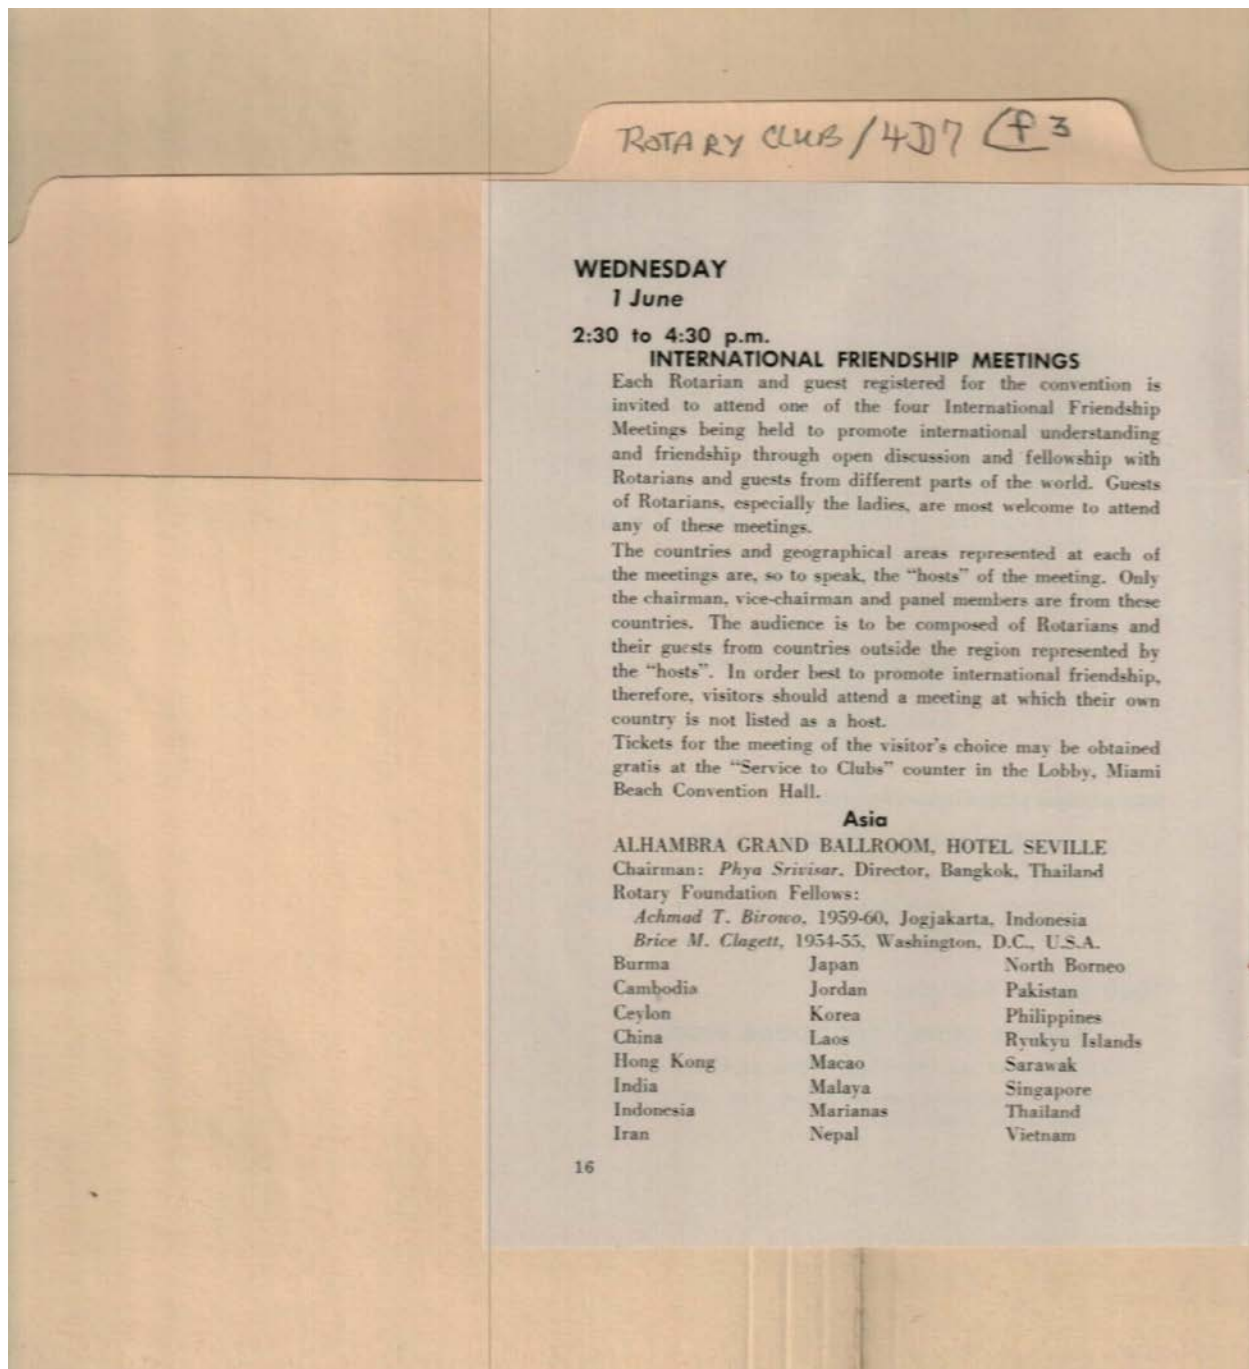 ROTARY CLUB / 4D7 f 3
WEDNESDAY
1 June
2:30 to 4:30 p.m.
INTERNATIONAL FRIENDSHIP MEETINGS
Each Rotarian and guest registered for the convention is
invited to attend one of the four International Friendship
Meetings being held to promote international understanding
and friendship through open discussion and fellowship with
Rotarians and guests from different parts of the world. Guests
of Rotarians, especially the ladies, are most welcome to attend
any of these meetings.
The countries and geographical areas represented at each of
the meetings are, so to speak, the "hosts" of the meeting. Only
the chairman, vice-chairman and panel members are from these
countries. The audience is to be composed of Rotarians and
their guests from countries outside the region represented by
the "hosts". In order best to promote international friendship,
therefore, visitors should attend a meeting at which their own
country is not listed as a host.
Tickets for the meeting of the visitor's choice may be obtained
gratis at the "Service to Clubs" counter in the Lobby, Miami
Beach Convention Hall.
Asia
ALHAMBRA GRAND BALLROOM, HOTEL SEVILLE
Chairman: Phya Srivisar, Director, Bangkok, Thailand
Rotary Foundation Fellows:
Achmad T. Birowo, 1959-60, Jogjakarta, Indonesia
Brice M. Clagett, 1954-55, Washington, D.C., U.S.A.
Burma Japan North Borneo
Cambodia Jordan Pakistan
Ceylon Korea Philippines
China Laos Ryukyu Islands
Hong Kong Macao Sarawak
India Malaya Singapore
Indonesia Marianas Thailand
Iran Nepal Vietnam
16